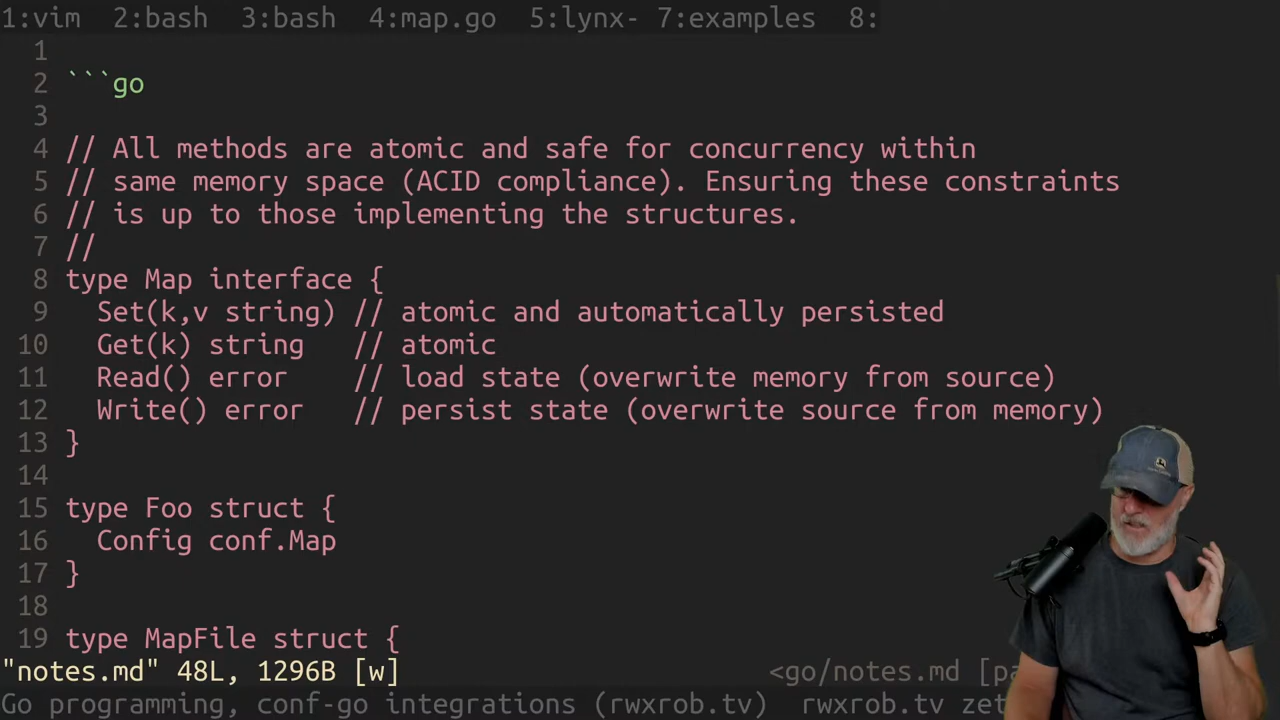 1:vim 2:bash 3:bash 4:map.go 5:lynx- 7:examples 8:
1
2 ```go
3
4 // All methods are atomic and safe for concurrency within
5 // same memory space (ACID compliance). Ensuring these constraints
6 // is up to those implementing the structures.
7 //
8 type Map interface {
9 Set(k,v string) // atomic and automatically persisted
10 Get(k) string // atomic
11 Read() error // load state (overwrite memory from source)
12 Write() error // persist state (overwrite source from memory)
13 }
14
15 type Foo struct {
16 Config conf.Map
17 }
18
19 type MapFile struct {
"notes.md" 48L, 1296B [w] <go/notes.md [pa
Go programming, conf-go integrations (rwxrob.tv) rwxrob.tv zet